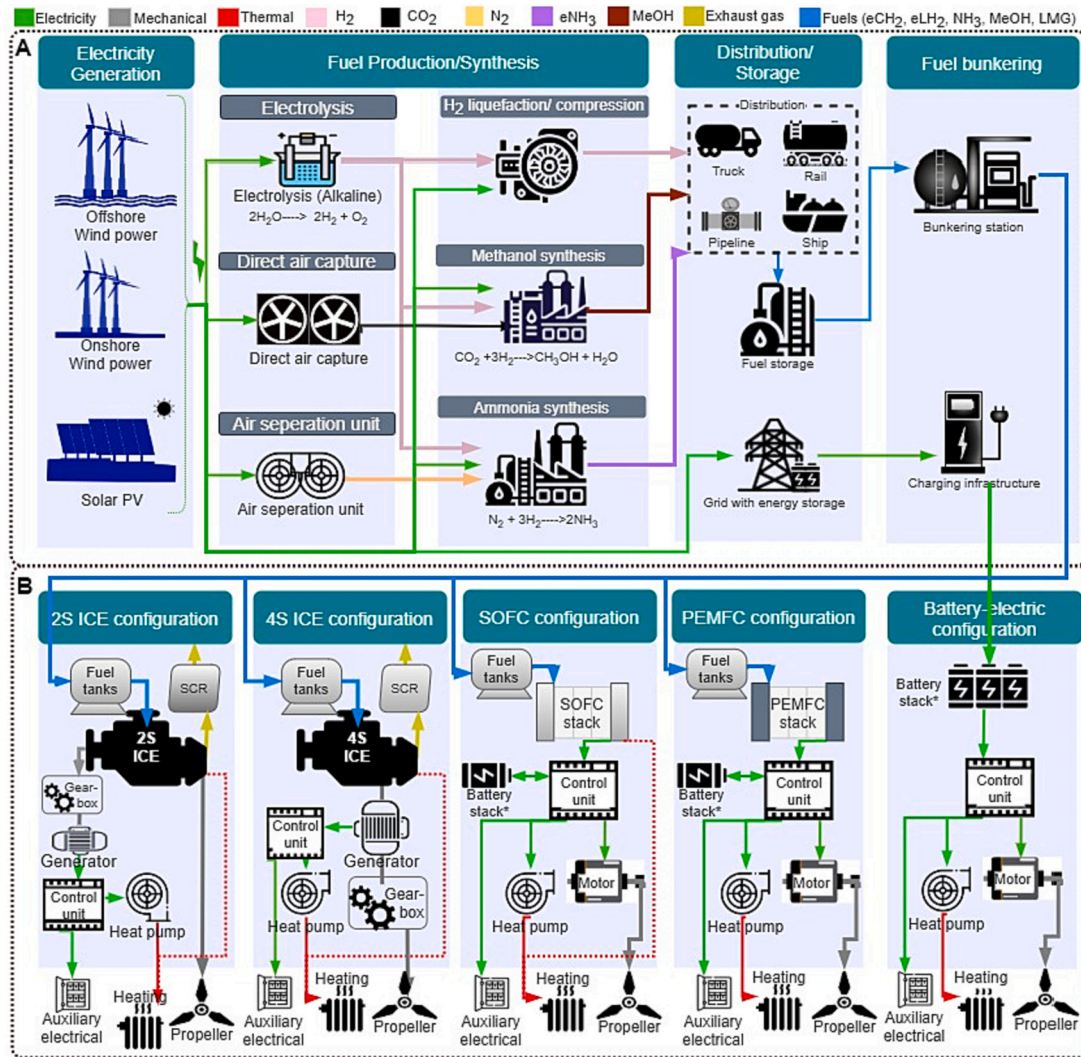 Electricity Mechanical Thermal H₂ CO₂ N₂ eNH₃ MeOH Exhaust gas Fuels (eCH₂, eLH₂, NH₃, MeOH, LMG)
A
Electricity
Generation
Offshore
Wind power
Onshore
Wind power
Solar PV
Fuel Production/Synthesis
Electrolysis
Electrolysis (Alkaline)
2H₂O----> 2H₂ + O₂
Direct air capture
Direct air capture
Air seperation unit
Air seperation unit
H₂ liquefaction/ compression
Methanol synthesis
CO₂ +3H₂--->CH₃OH + H₂O
Ammonia synthesis
N₂ + 3H₂---->2NH₃
Distribution/
Storage
Distribution
Truck
Rail
Pipeline
Ship
Fuel storage
Grid with energy storage
Fuel bunkering
Bunkering station
Charging infrastructure
B
2S ICE configuration
Fuel
tanks
SCR
2S
ICE
Gear-
box
Generator
Control
unit
Heat pump
Auxiliary
electrical
Heating
Propeller
4S ICE configuration
Fuel
tanks
SCR
4S
ICE
Control
unit
Generator
Gear-
box
Heat pump
Auxiliary
electrical
Heating
Propeller
SOFC configuration
Fuel
tanks
SOFC
stack
Battery
stack*
Control
unit
Motor
Heat pump
Auxiliary
electrical
Heating
Propeller
PEMFC configuration
Fuel
tanks
PEMFC
stack
Battery
stack*
Control
unit
Motor
Heat pump
Auxiliary
electrical
Heating
Propeller
Battery-electric
configuration
Battery
stack*
Control
unit
Motor
Heat pump
Auxiliary
electrical
Heating
Propeller